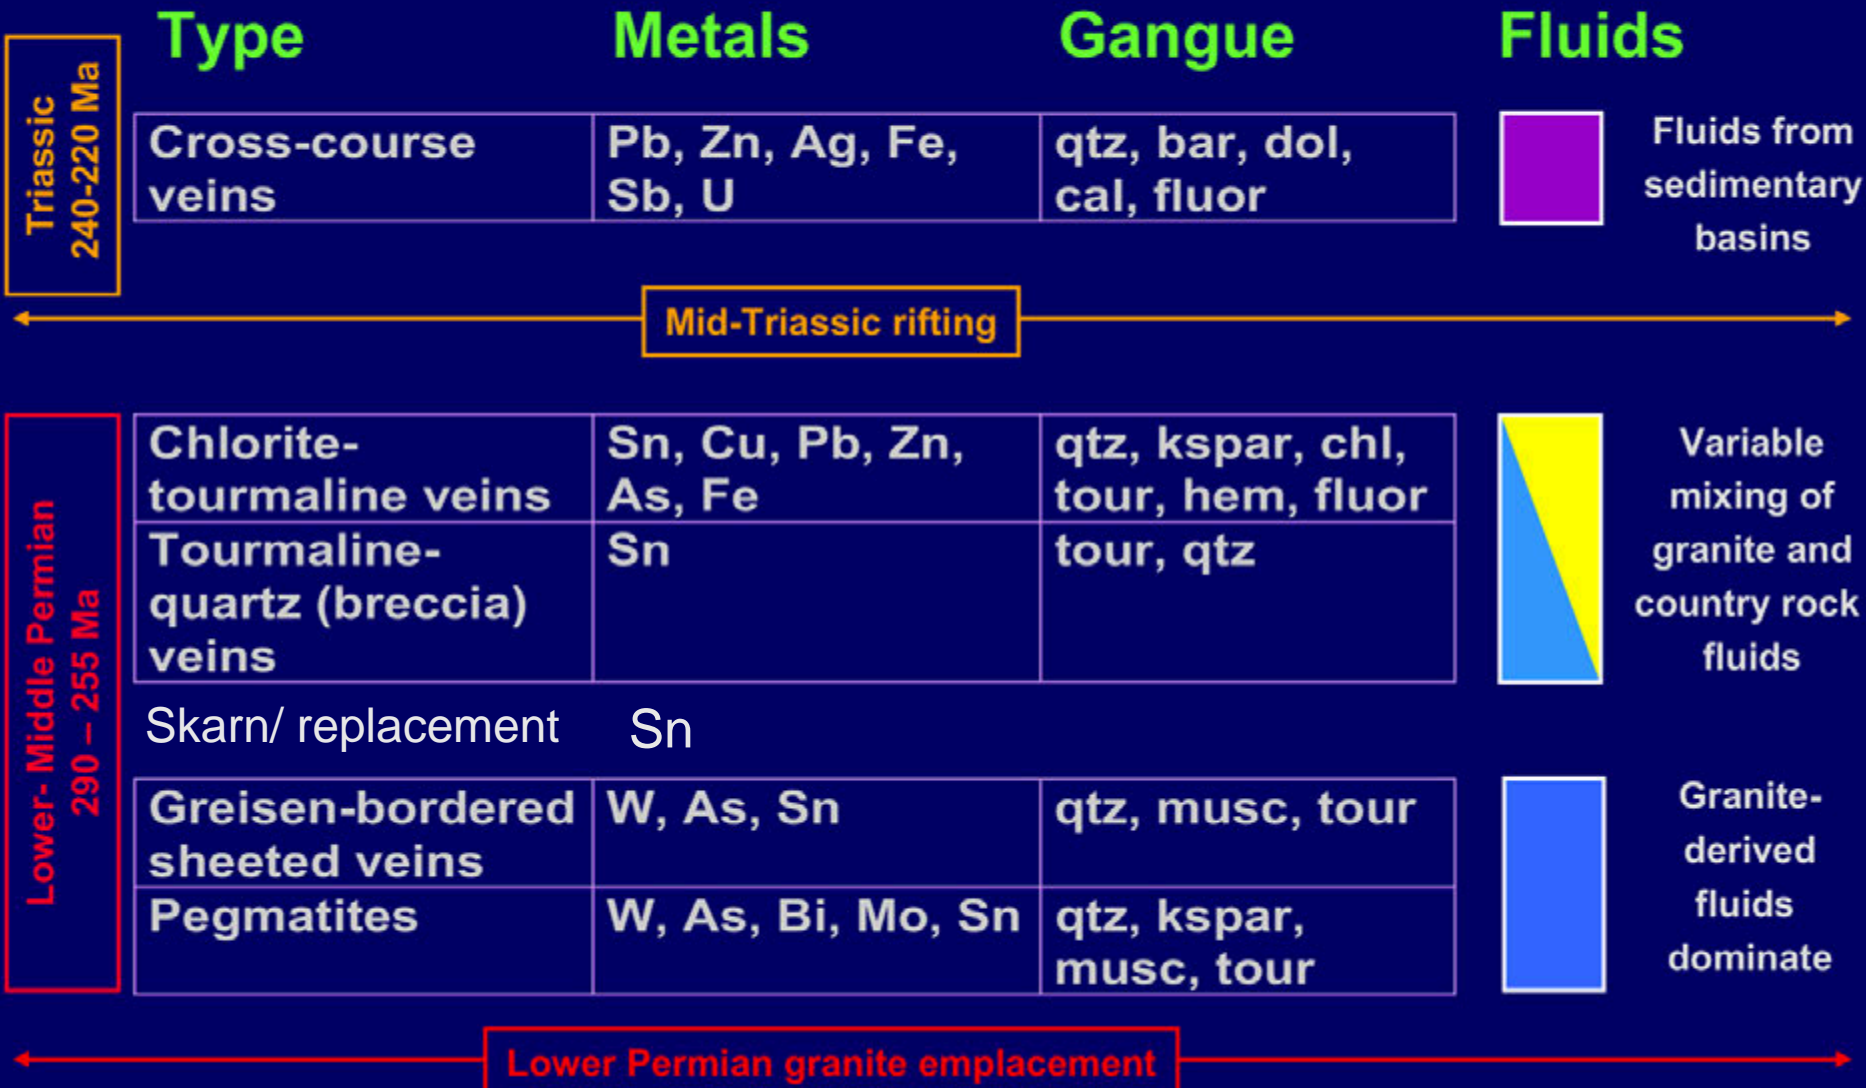 Type Metals Gangue Fluids
Triassic
240-220 Ma
Cross-course
veins
Pb, Zn, Ag, Fe,
Sb, U
qtz, bar, dol,
cal, fluor
Fluids from
sedimentary
basins
Mid-Triassic rifting
Lower- Middle Permian
290 – 255 Ma
Chlorite-
tourmaline veins
Sn, Cu, Pb, Zn,
As, Fe
qtz, kspar, chl,
tour, hem, fluor
Variable
mixing of
granite and
country rock
fluids
Tourmaline-
quartz (breccia)
veins
Sn
tour, qtz
Skarn/ replacement
Sn
Greisen-bordered
sheeted veins
W, As, Sn
qtz, musc, tour
Granite-
derived
fluids
dominate
Pegmatites
W, As, Bi, Mo, Sn
qtz, kspar,
musc, tour
Lower Permian granite emplacement